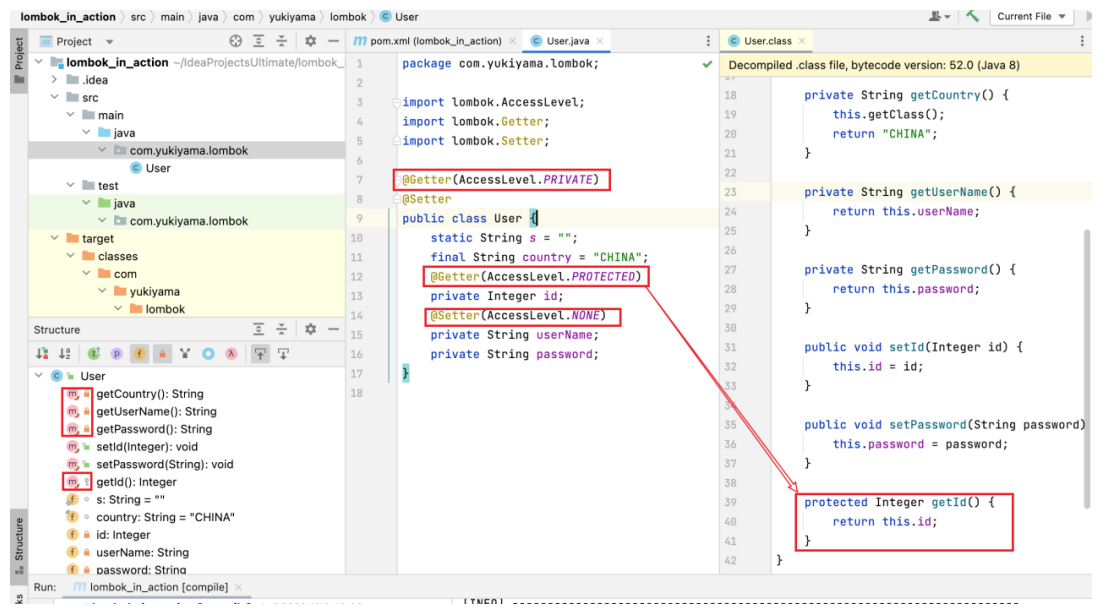 lombok_in_action › src › main › java › com › yukiyama › lombok › User
Current File
Project
Project
lombok_in_action ~/IdeaProjectsUltimate/lombok_
.idea
src
main
java
com.yukiyama.lombok
User
test
java
com.yukiyama.lombok
target
classes
com
yukiyama
lombok
Structure
User
getCountry(): String
getUserName(): String
getPassword(): String
setId(Integer): void
setPassword(String): void
getId(): Integer
s: String = ""
country: String = "CHINA"
id: Integer
userName: String
password: String
Structure
pom.xml (lombok_in_action)
User.java
1 package com.yukiyama.lombok;
2
3 import lombok.AccessLevel;
4 import lombok.Getter;
5 import lombok.Setter;
6
7 @Getter(AccessLevel.PRIVATE)
8 @Setter
9 public class User {
10 static String s = "";
11 final String country = "CHINA";
12 @Getter(AccessLevel.PROTECTED)
13 private Integer id;
14 @Setter(AccessLevel.NONE)
15 private String userName;
16 private String password;
17 }
18
User.class
Decompiled .class file, bytecode version: 52.0 (Java 8)
18 private String getCountry() {
19 this.getClass();
20 return "CHINA";
21 }
22
23 private String getUserName() {
24 return this.userName;
25 }
26
27 private String getPassword() {
28 return this.password;
29 }
30
31 public void setId(Integer id) {
32 this.id = id;
33 }
34
35 public void setPassword(String password)
36 this.password = password;
37 }
38
39 protected Integer getId() {
40 return this.id;
41 }
42 }
Run: lombok_in_action [compile]
[INFO]